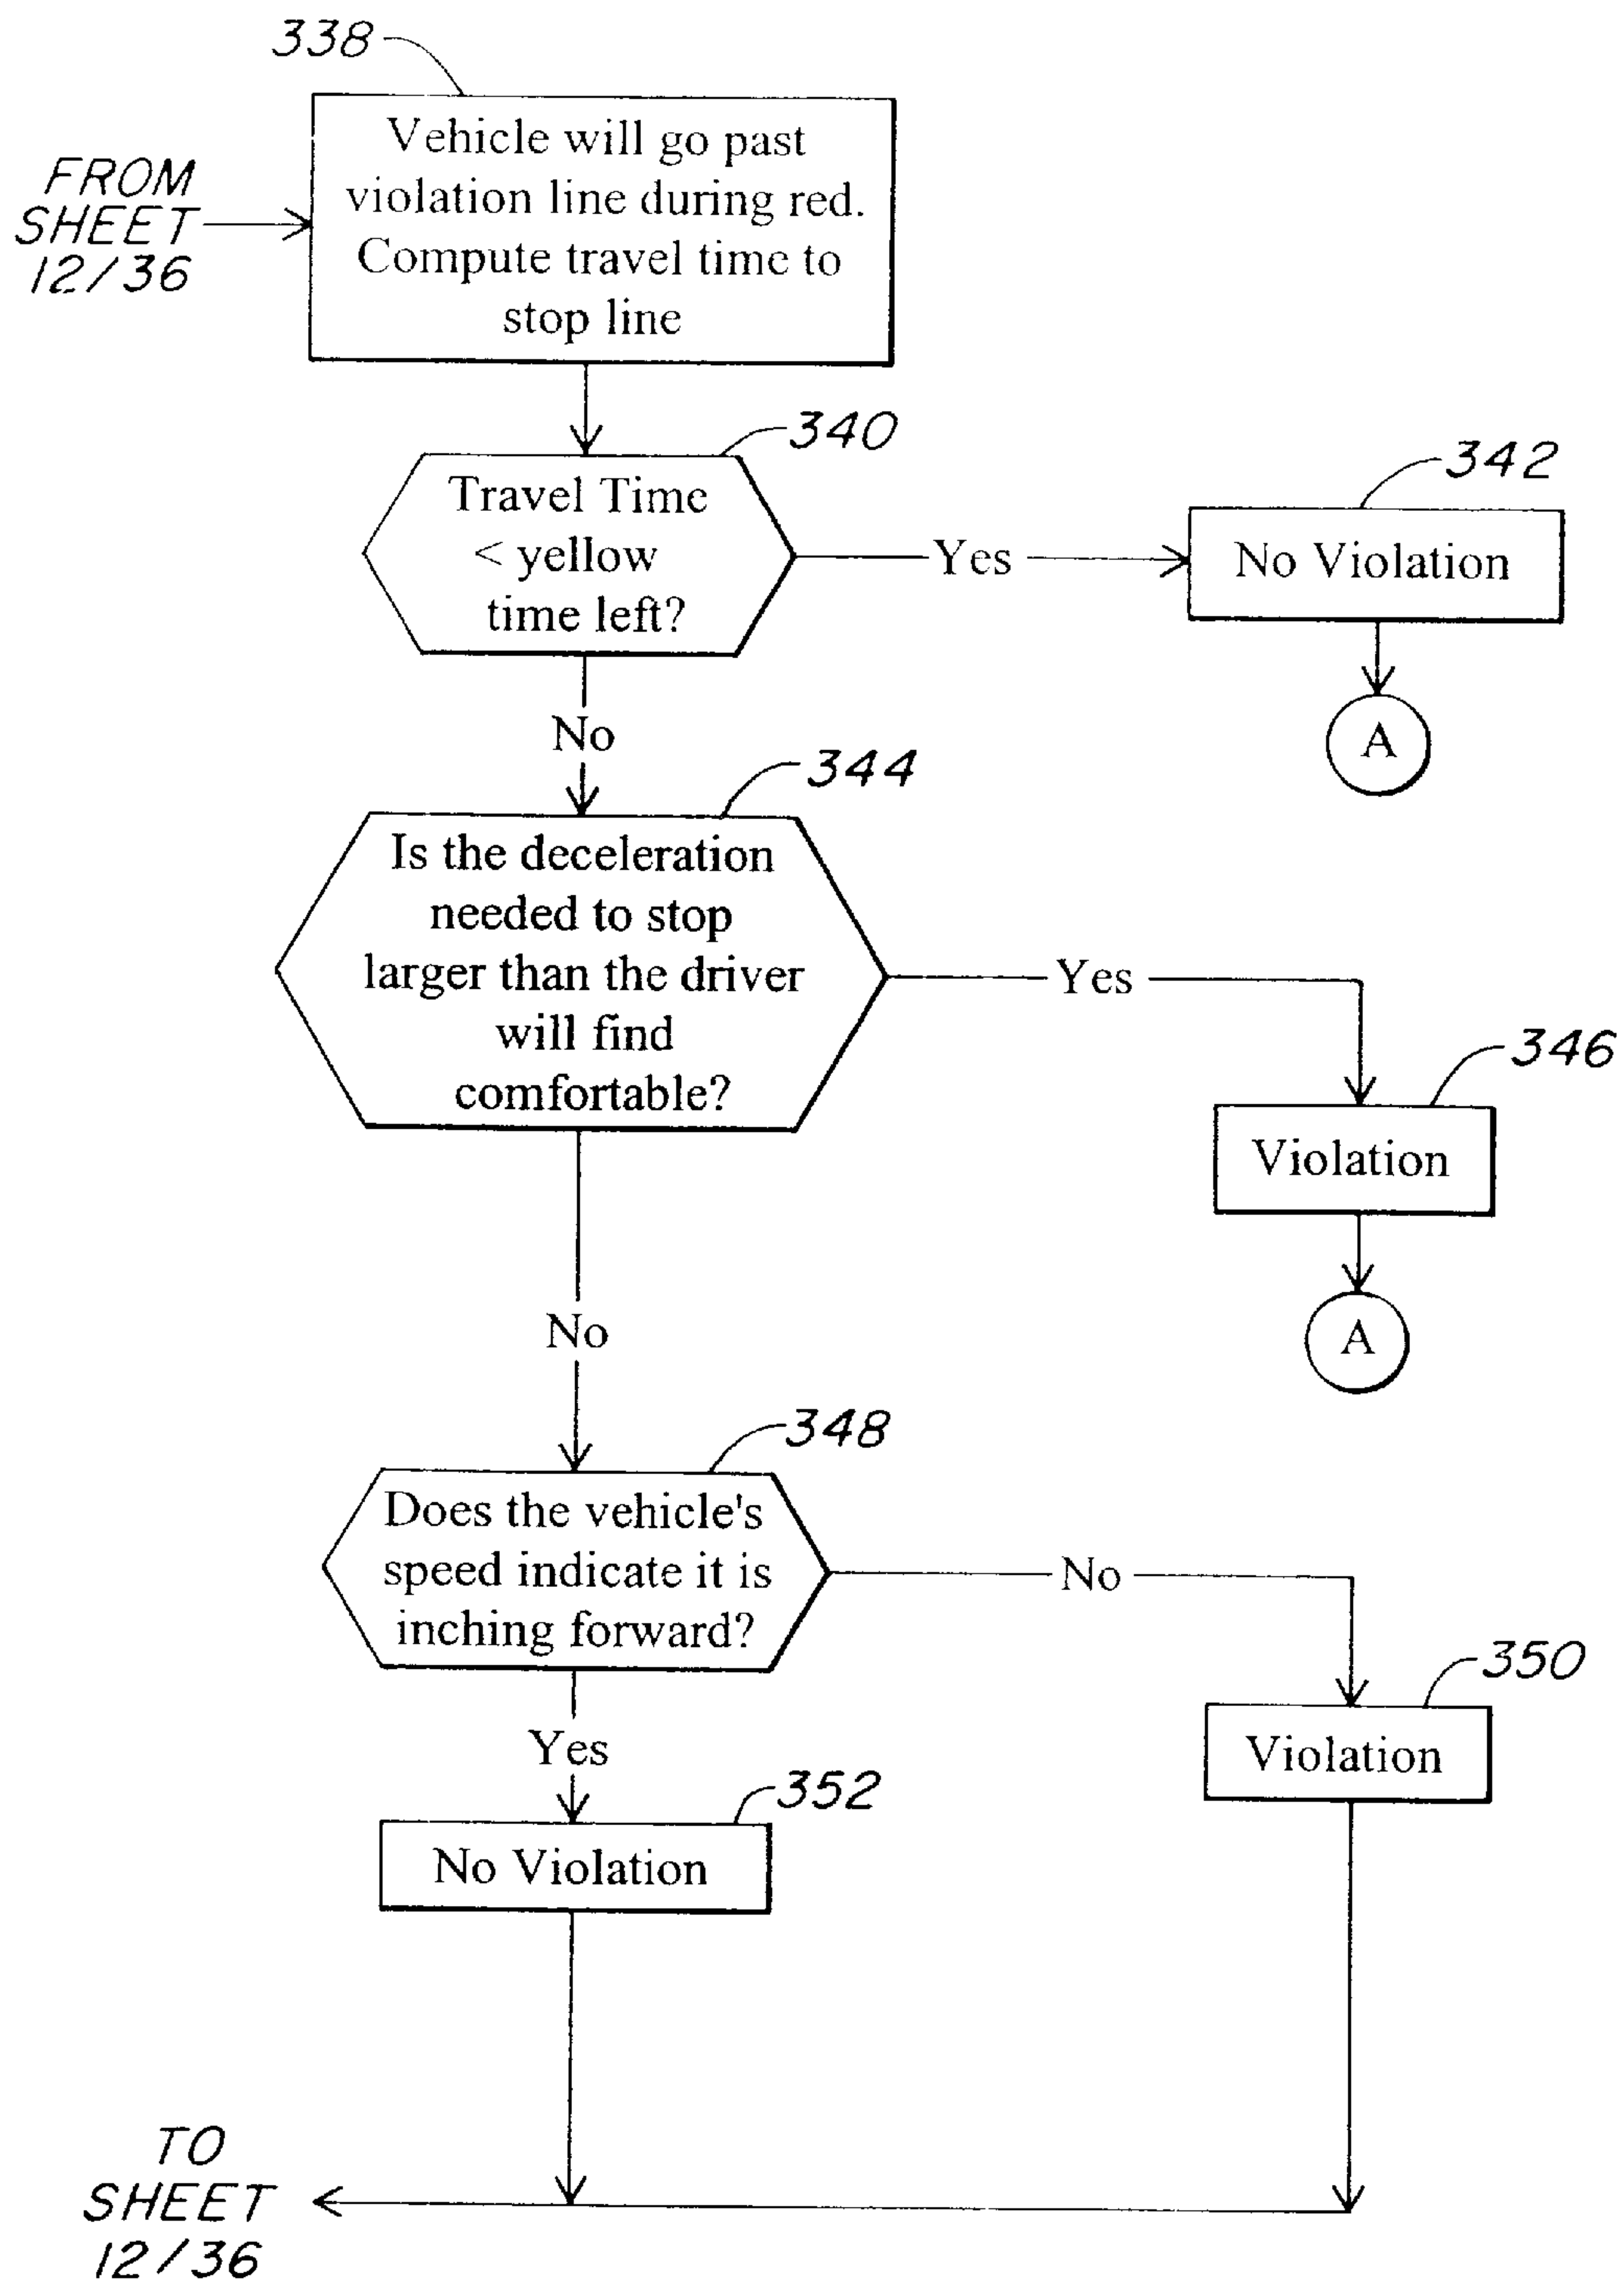 338
FROM
SHEET
12/36
Vehicle will go past
violation line during red.
Compute travel time to
stop line
340
Travel Time
< yellow
time left?
Yes
342
No Violation
A
No
344
Is the deceleration
needed to stop
larger than the driver
will find
comfortable?
Yes
346
Violation
A
No
348
Does the vehicle's
speed indicate it is
inching forward?
No
350
Violation
Yes
352
No Violation
TO
SHEET
12/36